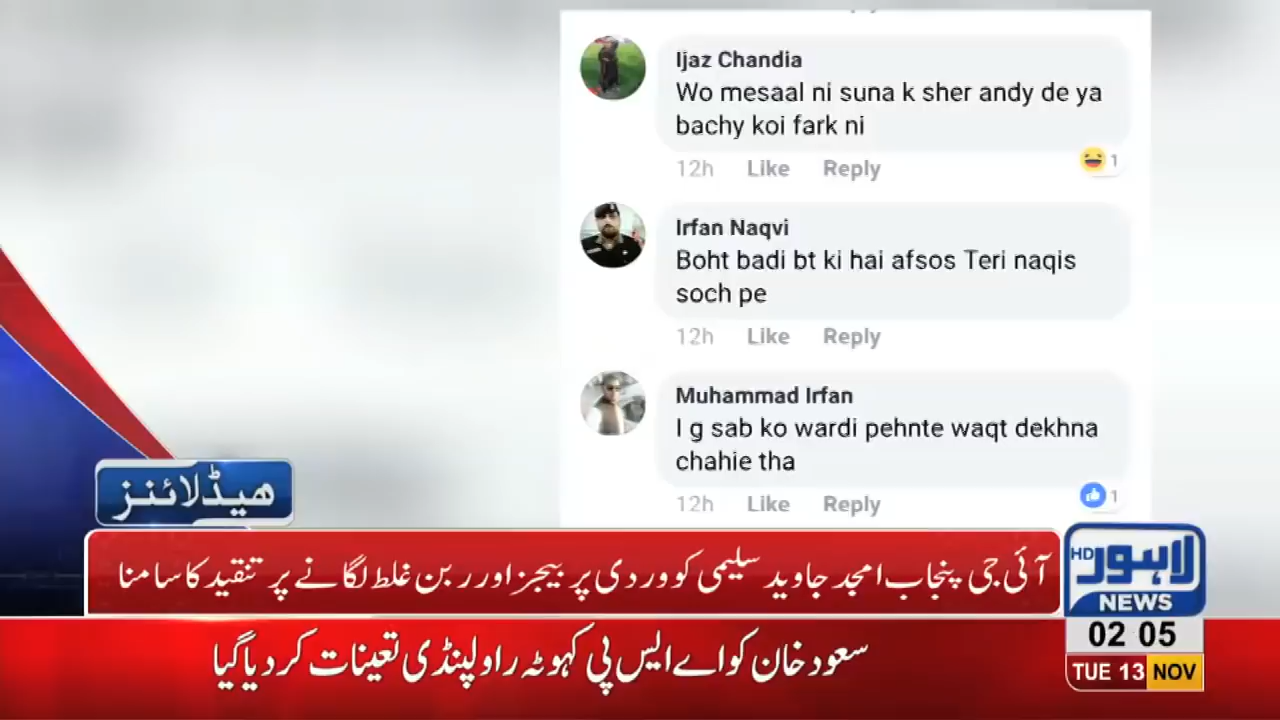 Ijaz Chandia
Wo mesaal ni suna k sher andy de ya
bachy koi fark ni
12h Like Reply
1
Irfan Naqvi
Boht badi bt ki hai afsos Teri naqis
soch pe
12h Like Reply
Muhammad Irfan
I g sab ko wardi pehnte waqt dekhna
chahie tha
12h Like Reply
1
ہیڈلائنز
آئی جی پنجاب امجد جاوید سلیمی کو وردی پر بیجز اور ربن غلط لگانے پر تنقید کا سامنا
لاہور HD
NEWS
سعود خان کو اے ایس پی کہوٹہ راولپنڈی تعینات کر دیا گیا
02 05
TUE 13 NOV